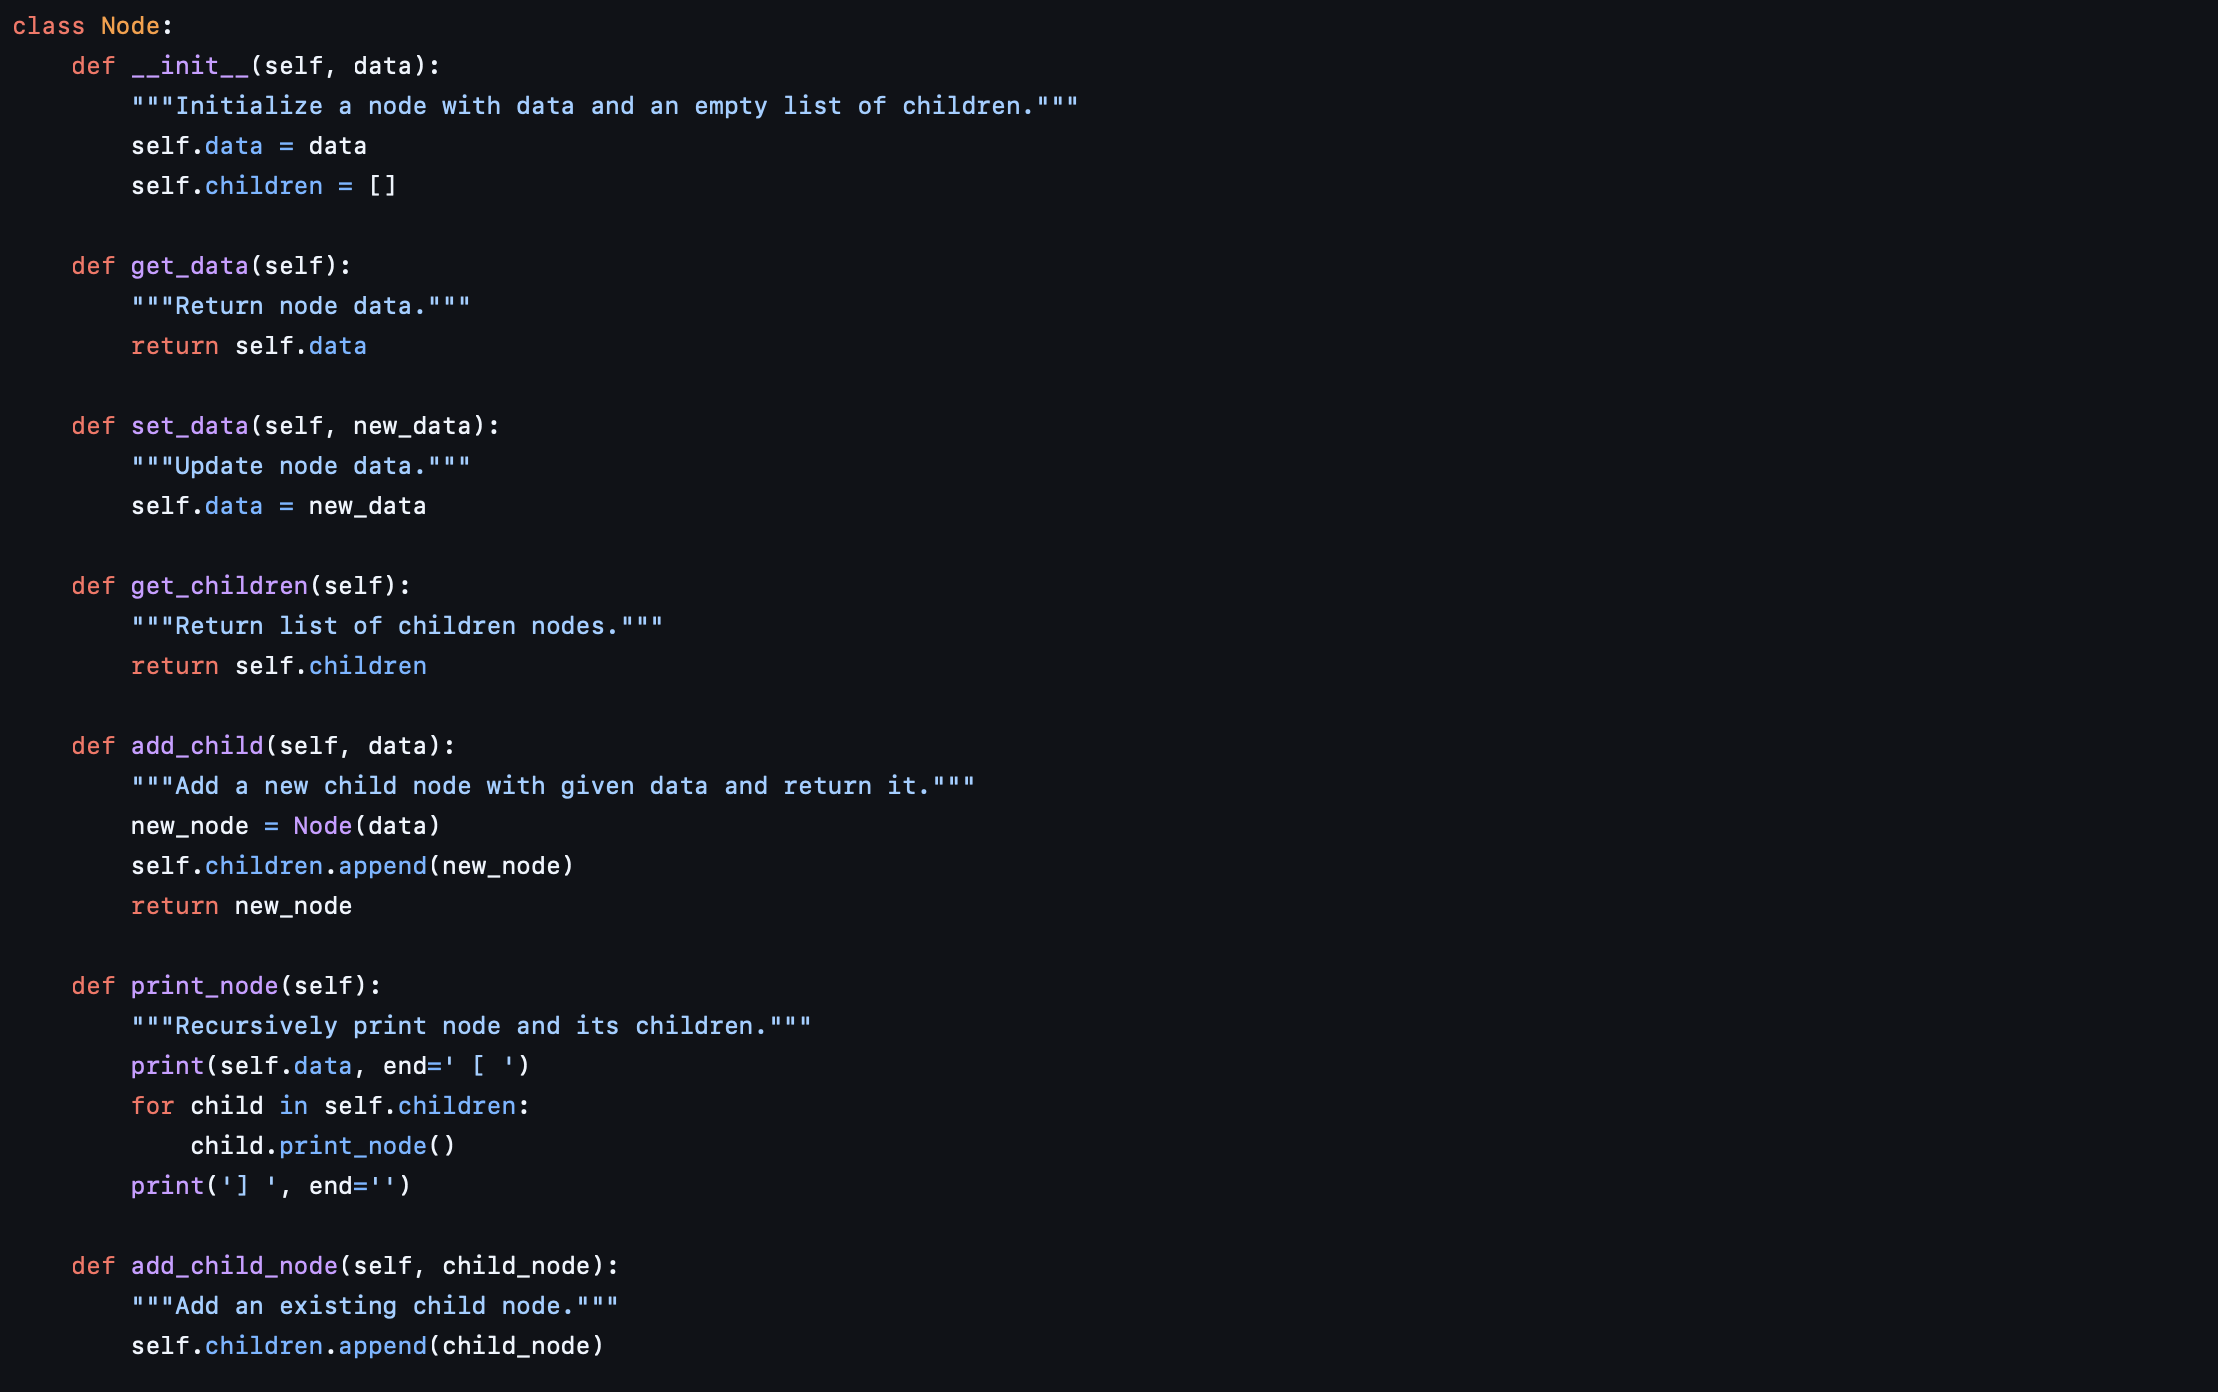 class Node:
    def __init__(self, data):
        """Initialize a node with data and an empty list of children."""
        self.data = data
        self.children = []

    def get_data(self):
        """Return node data."""
        return self.data

    def set_data(self, new_data):
        """Update node data."""
        self.data = new_data

    def get_children(self):
        """Return list of children nodes."""
        return self.children

    def add_child(self, data):
        """Add a new child node with given data and return it."""
        new_node = Node(data)
        self.children.append(new_node)
        return new_node

    def print_node(self):
        """Recursively print node and its children."""
        print(self.data, end=' [ ')
        for child in self.children:
            child.print_node()
        print('] ', end='')

    def add_child_node(self, child_node):
        """Add an existing child node."""
        self.children.append(child_node)